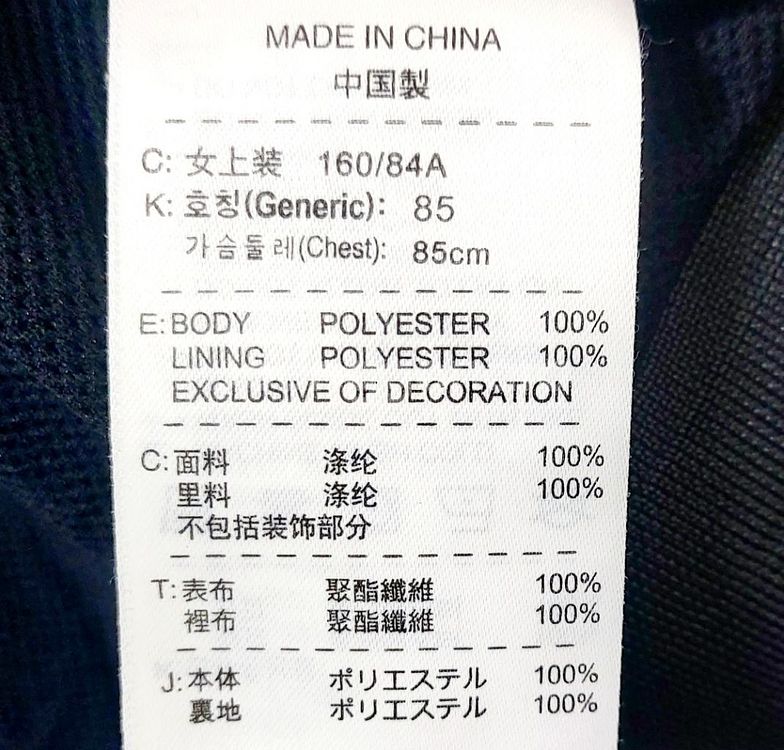 MADE IN CHINA
中国製
C: 女上装 160/84A
K: 호칭(Generic): 85
가슴둘레(Chest): 85cm
E: BODY POLYESTER 100%
LINING POLYESTER 100%
EXCLUSIVE OF DECORATION
C: 面料 涤纶 100%
里料 涤纶 100%
不包括装饰部分
T: 表布 聚酯纖維 100%
裡布 聚酯纖維 100%
J: 本体 ポリエステル 100%
裏地 ポリエステル 100%